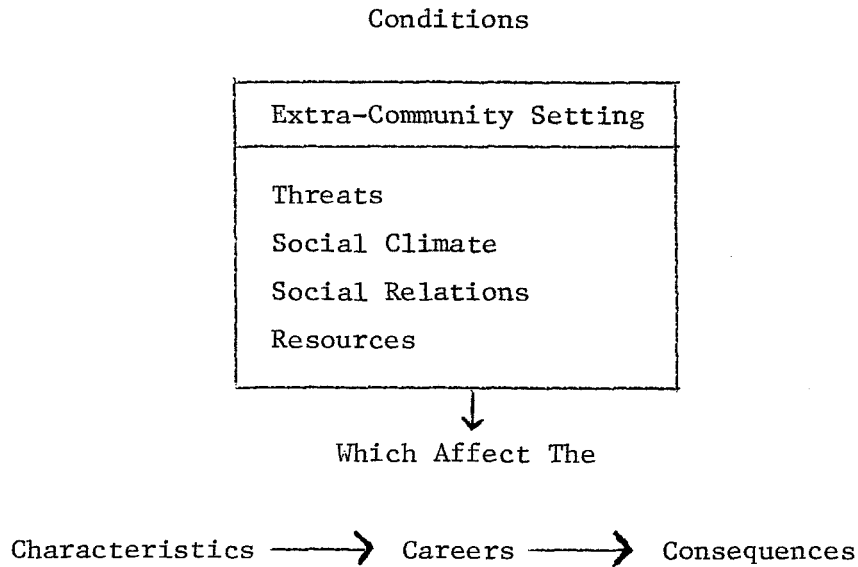 Conditions
Extra-Community Setting
Threats
Social Climate
Social Relations
Resources
Which Affect The
Characteristics Careers Consequences